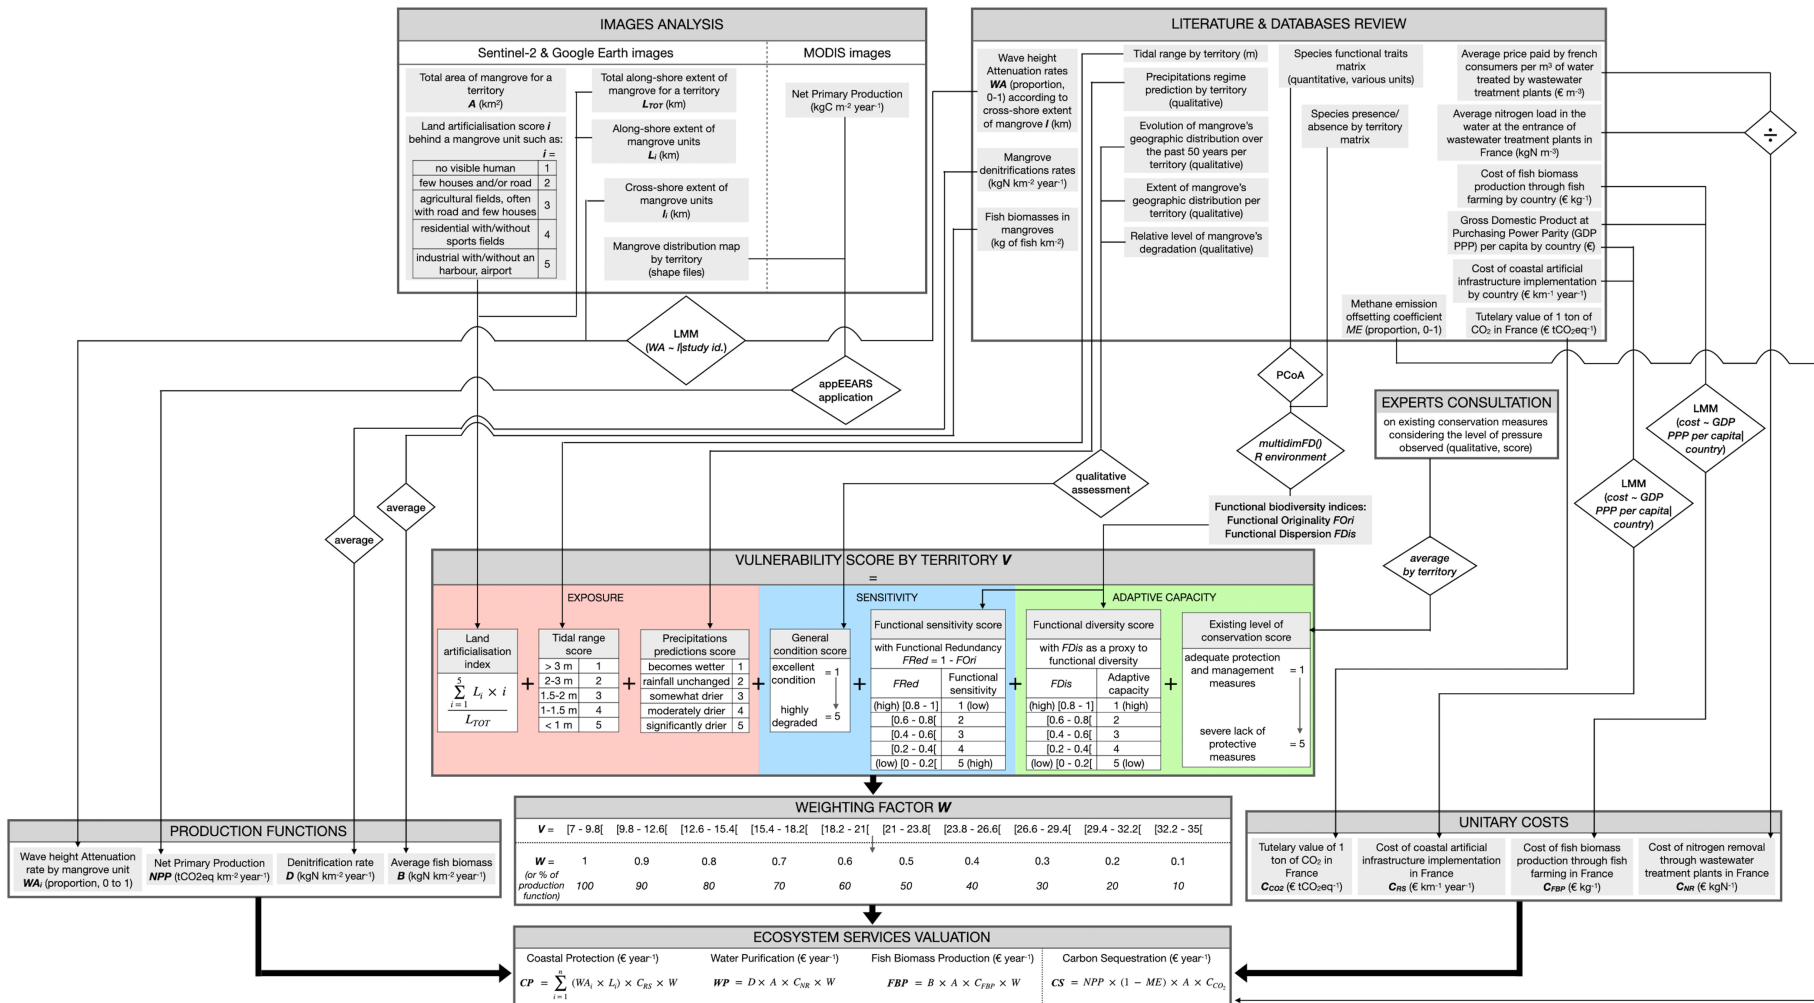 IMAGES ANALYSIS
Sentinel-2 & Google Earth images
MODIS images
Total area of mangrove for a
territory
A (km²)
Total along-shore extent of
mangrove for a territory
L_TOT (km)
Net Primary Production
(kgC m⁻² year⁻¹)
Land artificialisation score i
behind a mangrove unit such as:
i =
no visible human 1
few houses and/or road 2
agricultural fields, often
with road and few houses 3
residential with/without
sports fields 4
industrial with/without an
harbour, airport 5
Along-shore extent of
mangrove units
L_i (km)
Cross-shore extent of
mangrove units
l_i (km)
Mangrove distribution map
by territory
(shape files)
LITERATURE & DATABASES REVIEW
Wave height
Attenuation rates
WA (proportion,
0-1) according to
cross-shore extent
of mangrove l (km)
Mangrove
denitrifications rates
(kgN km⁻² year⁻¹)
Fish biomasses in
mangroves
(kg of fish km⁻²)
Tidal range by territory (m)
Precipitations regime
prediction by territory
(qualitative)
Evolution of mangrove's
geographic distribution over
the past 50 years per
territory (qualitative)
Extent of mangrove's
geographic distribution per
territory (qualitative)
Relative level of mangrove's
degradation (qualitative)
Species functional traits
matrix
(quantitative, various units)
Species presence/
absence by territory
matrix
Methane emission
offsetting coefficient
ME (proportion, 0-1)
Average price paid by french
consumers per m³ of water
treated by wastewater
treatment plants (€ m⁻³)
Average nitrogen load in the
water at the entrance of
wastewater treatment plants in
France (kgN m⁻³)
Cost of fish biomass
production through fish
farming by country (€ kg⁻¹)
Gross Domestic Product at
Purchasing Power Parity (GDP
PPP) per capita by country (€)
Cost of coastal artificial
infrastructure implementation
by country (€ km⁻¹ year⁻¹)
Tutelary value of 1 ton of
CO₂ in France (€ tCO₂eq⁻¹)
÷
LMM
(WA ~ l|study id.)
appEEARS
application
PCoA
multidimFD()
R environment
EXPERTS CONSULTATION
on existing conservation measures
considering the level of pressure
observed (qualitative, score)
LMM
(cost ~ GDP
PPP per capita|
country)
LMM
(cost ~ GDP
PPP per capita|
country)
average
average
qualitative
assessment
Functional biodiversity indices:
Functional Originality FOri
Functional Dispersion FDis
average
by territory
VULNERABILITY SCORE BY TERRITORY V
=
EXPOSURE
SENSITIVITY
ADAPTIVE CAPACITY
Land
artificialisation
index
5
∑ L_i × i
i = 1
L_TOT
+
Tidal range
score
> 3 m 1
2-3 m 2
1.5-2 m 3
1-1.5 m 4
< 1 m 5
+
Precipitations
predictions score
becomes wetter 1
rainfall unchanged 2
somewhat drier 3
moderately drier 4
significantly drier 5
+
General
condition score
excellent
condition = 1
highly
degraded = 5
+
Functional sensitivity score
with Functional Redundancy
FRed = 1 - FOri
FRed Functional
sensitivity
(high) [0.8 - 1] 1 (low)
[0.6 - 0.8[ 2
[0.4 - 0.6[ 3
[0.2 - 0.4[ 4
(low) [0 - 0.2[ 5 (high)
+
Functional diversity score
with FDis as a proxy to
functional diversity
FDis Adaptive
capacity
(high) [0.8 - 1] 1 (high)
[0.6 - 0.8[ 2
[0.4 - 0.6[ 3
[0.2 - 0.4[ 4
(low) [0 - 0.2[ 5 (low)
+
Existing level of
conservation score
adequate protection
and management = 1
measures
severe lack of
protective = 5
measures
WEIGHTING FACTOR W
V = [7 - 9.8[ [9.8 - 12.6[ [12.6 - 15.4[ [15.4 - 18.2[ [18.2 - 21[ [21 - 23.8[ [23.8 - 26.6[ [26.6 - 29.4[ [29.4 - 32.2[ [32.2 - 35[
W = 1 0.9 0.8 0.7 0.6 0.5 0.4 0.3 0.2 0.1
(or % of
production
function) 100 90 80 70 60 50 40 30 20 10
PRODUCTION FUNCTIONS
Wave height Attenuation
rate by mangrove unit
WA_i (proportion, 0 to 1)
Net Primary Production
NPP (tCO2eq km⁻² year⁻¹)
Denitrification rate
D (kgN km⁻² year⁻¹)
Average fish biomass
B (kgN km⁻² year⁻¹)
UNITARY COSTS
Tutelary value of 1
ton of CO₂ in
France
C_CO2 (€ tCO₂eq⁻¹)
Cost of coastal artificial
infrastructure implementation
in France
C_RS (€ km⁻¹ year⁻¹)
Cost of fish biomass
production through fish
farming in France
C_FBP (€ kg⁻¹)
Cost of nitrogen removal
through wastewater
treatment plants in France
C_NR (€ kgN⁻¹)
ECOSYSTEM SERVICES VALUATION
Coastal Protection (€ year⁻¹)
n
CP = ∑ (WA_i × L_i) × C_RS × W
i = 1
Water Purification (€ year⁻¹)
WP = D × A × C_NR × W
Fish Biomass Production (€ year⁻¹)
FBP = B × A × C_FBP × W
Carbon Sequestration (€ year⁻¹)
CS = NPP × (1 − ME) × A × C_CO₂